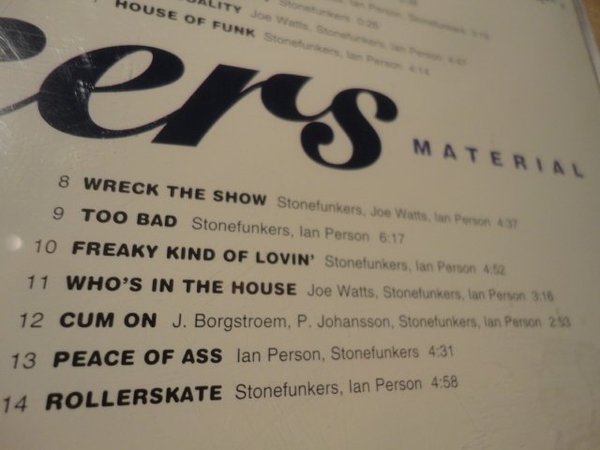 ALITY Joe Watts, Stonefunkers, Ian Person
HOUSE OF FUNK Stonefunkers, Ian Person 4:14
eers
MATERIAL
8 WRECK THE SHOW Stonefunkers, Joe Watts, Ian Person 4:37
9 TOO BAD Stonefunkers, Ian Person 6:17
10 FREAKY KIND OF LOVIN' Stonefunkers, Ian Person 4:52
11 WHO'S IN THE HOUSE Joe Watts, Stonefunkers, Ian Person 3:16
12 CUM ON J. Borgstroem, P. Johansson, Stonefunkers, Ian Person 2:53
13 PEACE OF ASS Ian Person, Stonefunkers 4:31
14 ROLLERSKATE Stonefunkers, Ian Person 4:58